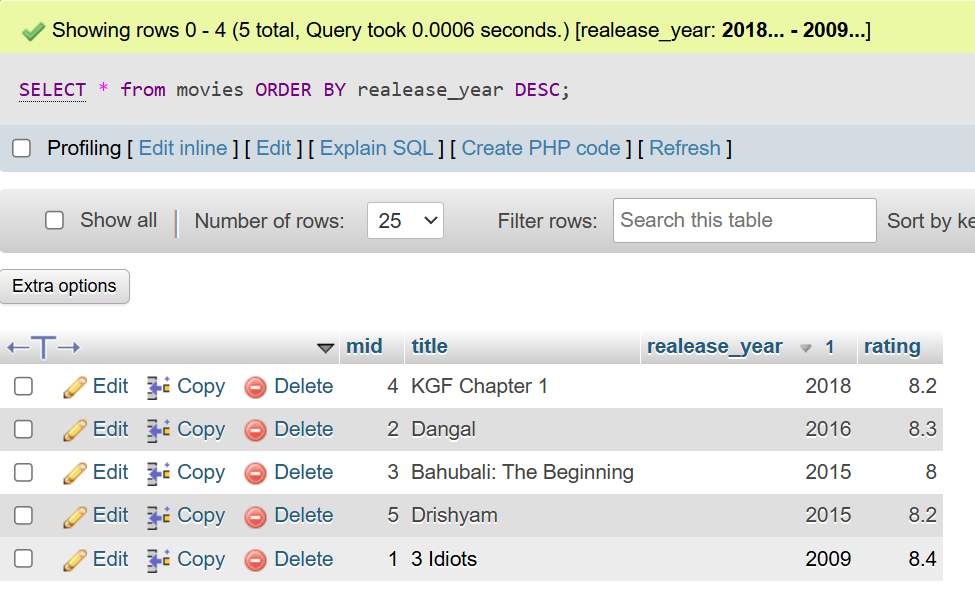 Showing rows 0 - 4 (5 total, Query took 0.0006 seconds.) [realease_year: 2018... - 2009...]
SELECT * from movies ORDER BY realease_year DESC;
Profiling [ Edit inline ] [ Edit ] [ Explain SQL ] [ Create PHP code ] [ Refresh ]
Show all | Number of rows: 25 Filter rows: Search this table Sort by ke
Extra options
←T→ mid title realease_year 1 rating
Edit Copy Delete 4 KGF Chapter 1 2018 8.2
Edit Copy Delete 2 Dangal 2016 8.3
Edit Copy Delete 3 Bahubali: The Beginning 2015 8
Edit Copy Delete 5 Drishyam 2015 8.2
Edit Copy Delete 1 3 Idiots 2009 8.4